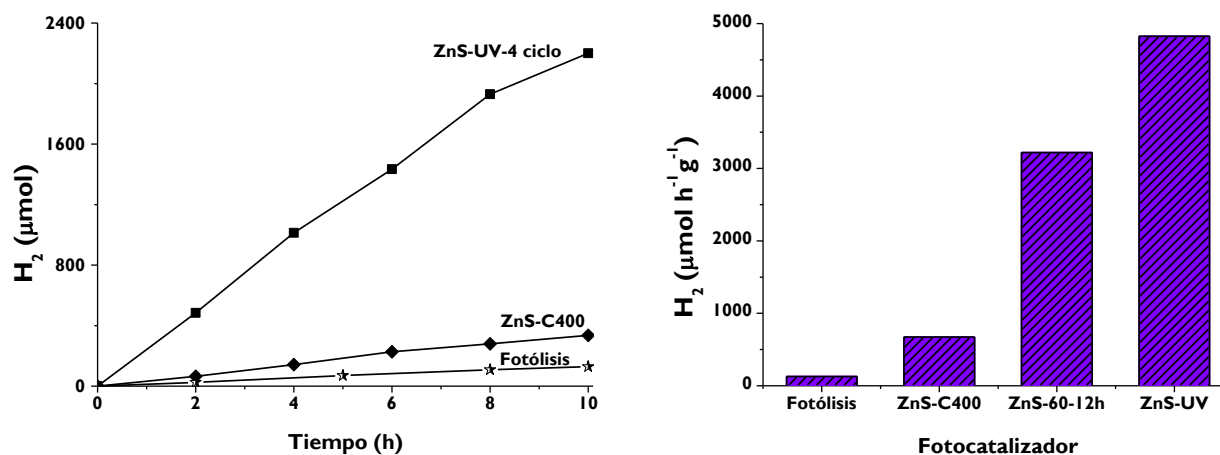 2400
1600
800
0
H₂ (µmol)
ZnS-UV-4 ciclo
ZnS-C400
Fotólisis
0 2 4 6 8 10
Tiempo (h)
5000
4000
3000
2000
1000
0
H₂ (µmol h⁻¹g⁻¹)
Fotólisis ZnS-C400 ZnS-60-12h ZnS-UV
Fotocatalizador